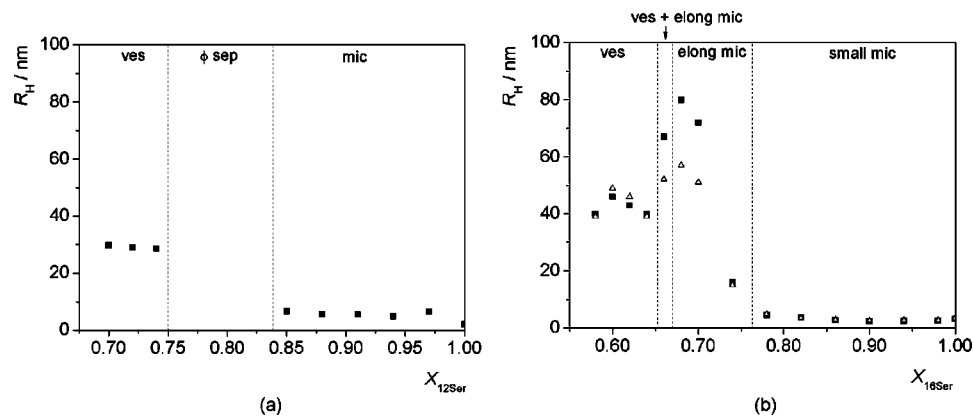 ves + elong mic
100
80
60
40
20
0
R_H / nm
ves
ϕ sep
mic
0.70 0.75 0.80 0.85 0.90 0.95 1.00
X_12Ser
(a)
100
80
60
40
20
0
R_H / nm
ves
elong mic
small mic
0.60 0.70 0.80 0.90 1.00
X_16Ser
(b)